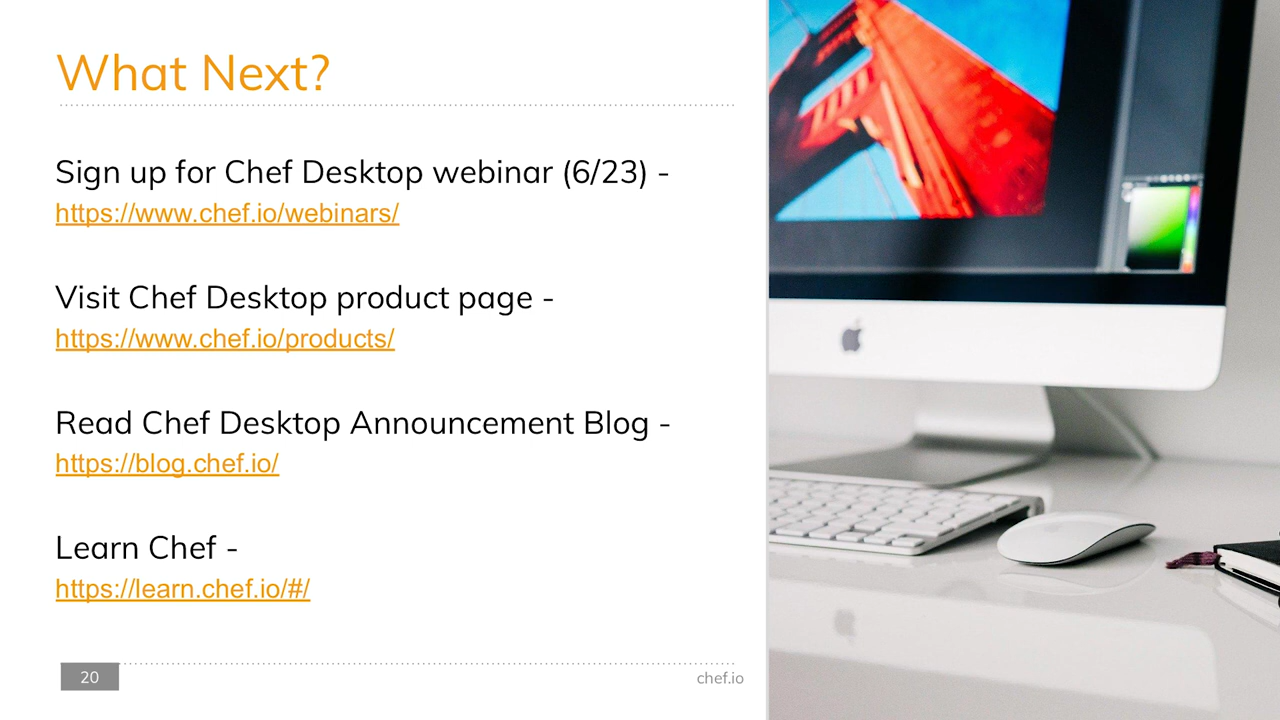 What Next?
Sign up for Chef Desktop webinar (6/23) -
https://www.chef.io/webinars/
Visit Chef Desktop product page -
https://www.chef.io/products/
Read Chef Desktop Announcement Blog -
https://blog.chef.io/
Learn Chef -
https://learn.chef.io/#/
20
chef.io